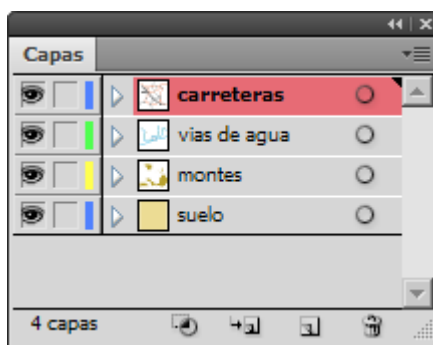 Capas
carreteras
vias de agua
montes
suelo
4 capas